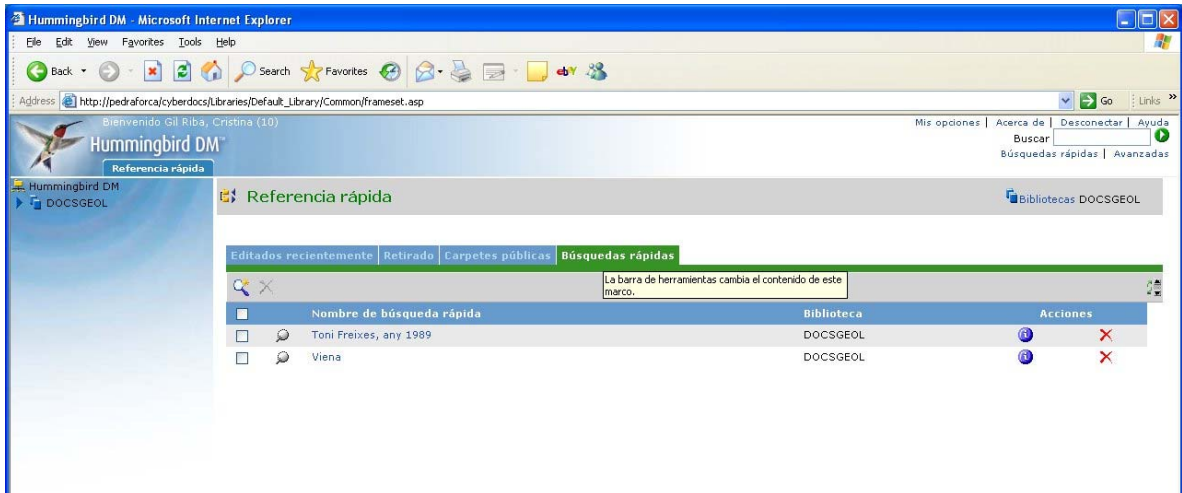 Hummingbird DM - Microsoft Internet Explorer
File Edit View Favorites Tools Help
Back Search Favorites ebY
Address http://pedraforca/cyberdocs/Libraries/Default_Library/Common/frameset.asp Go Links »
Bienvenido Gil Riba, Cristina (10) Mis opciones | Acerca de | Desconectar | Ayuda
Hummingbird DM™ Buscar
Referencia rápida Búsquedas rápidas | Avanzadas
Hummingbird DM
DOCSGEOL
Referencia rápida Bibliotecas DOCSGEOL
Editados recientemente Retirado Carpetes públicas Búsquedas rápidas
La barra de herramientas cambia el contenido de este
marco.
Nombre de búsqueda rápida Biblioteca Acciones
Toni Freixes, any 1989 DOCSGEOL
Viena DOCSGEOL